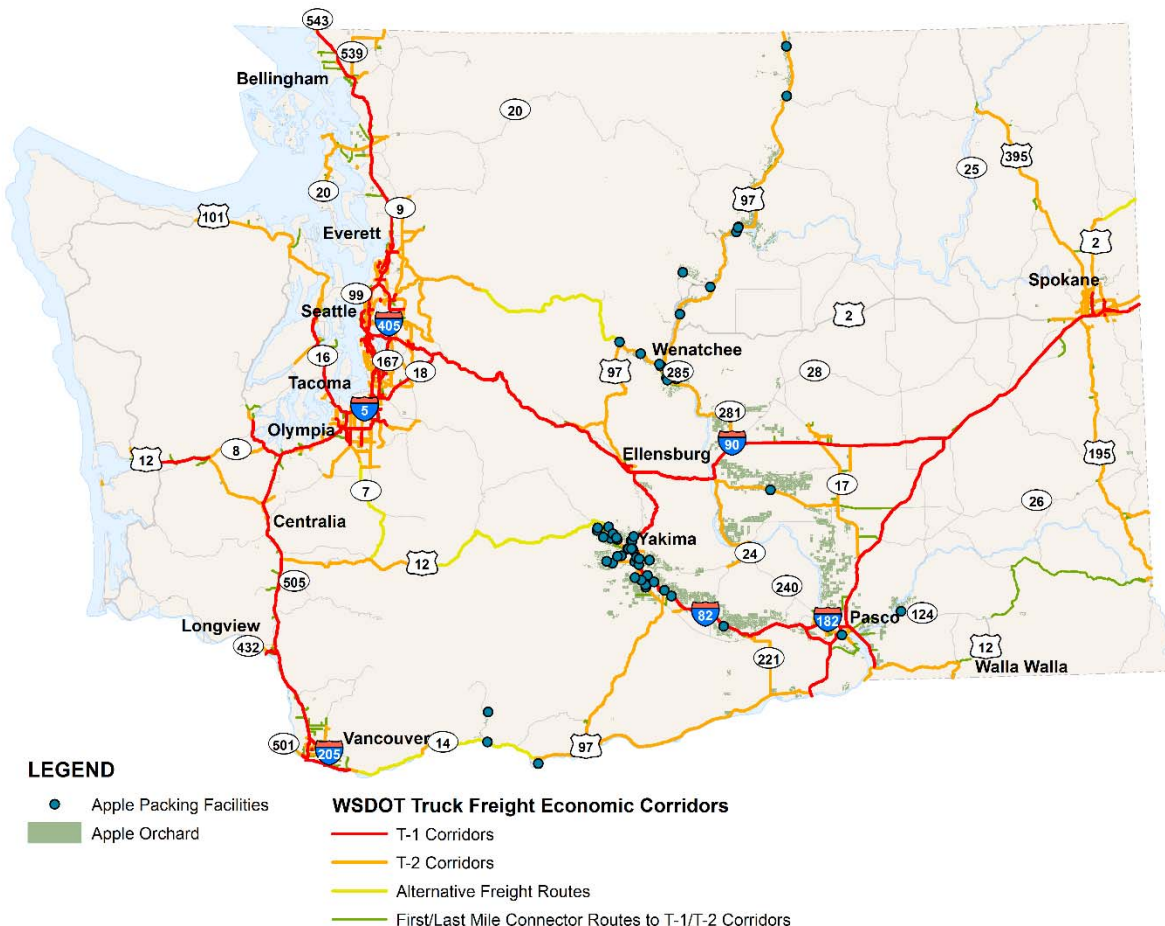 543
539
Bellingham
20
395
25
20
97
101
9
Everett
2
Spokane
99
Seattle
405
2
16
167
18
97
Wenatchee
285
28
Tacoma
5
281
Olympia
90
Ellensburg
12
8
195
17
7
26
Centralia
Yakima
12
24
505
240
82
182
Pasco
124
Longview
432
221
12
Walla Walla
501
205
Vancouver
14
97
LEGEND
Apple Packing Facilities
Apple Orchard
WSDOT Truck Freight Economic Corridors
T-1 Corridors
T-2 Corridors
Alternative Freight Routes
First/Last Mile Connector Routes to T-1/T-2 Corridors